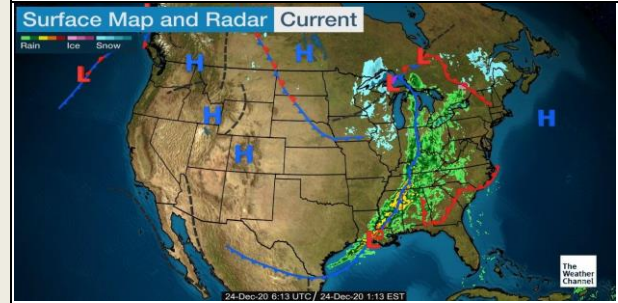 Surface Map and Radar Current
Rain Ice Snow
L
H
H
H
H
L
L
H
L
The
Weather
Channel
24-Dec-20 6:13 UTC / 24-Dec-20 1:13 EST